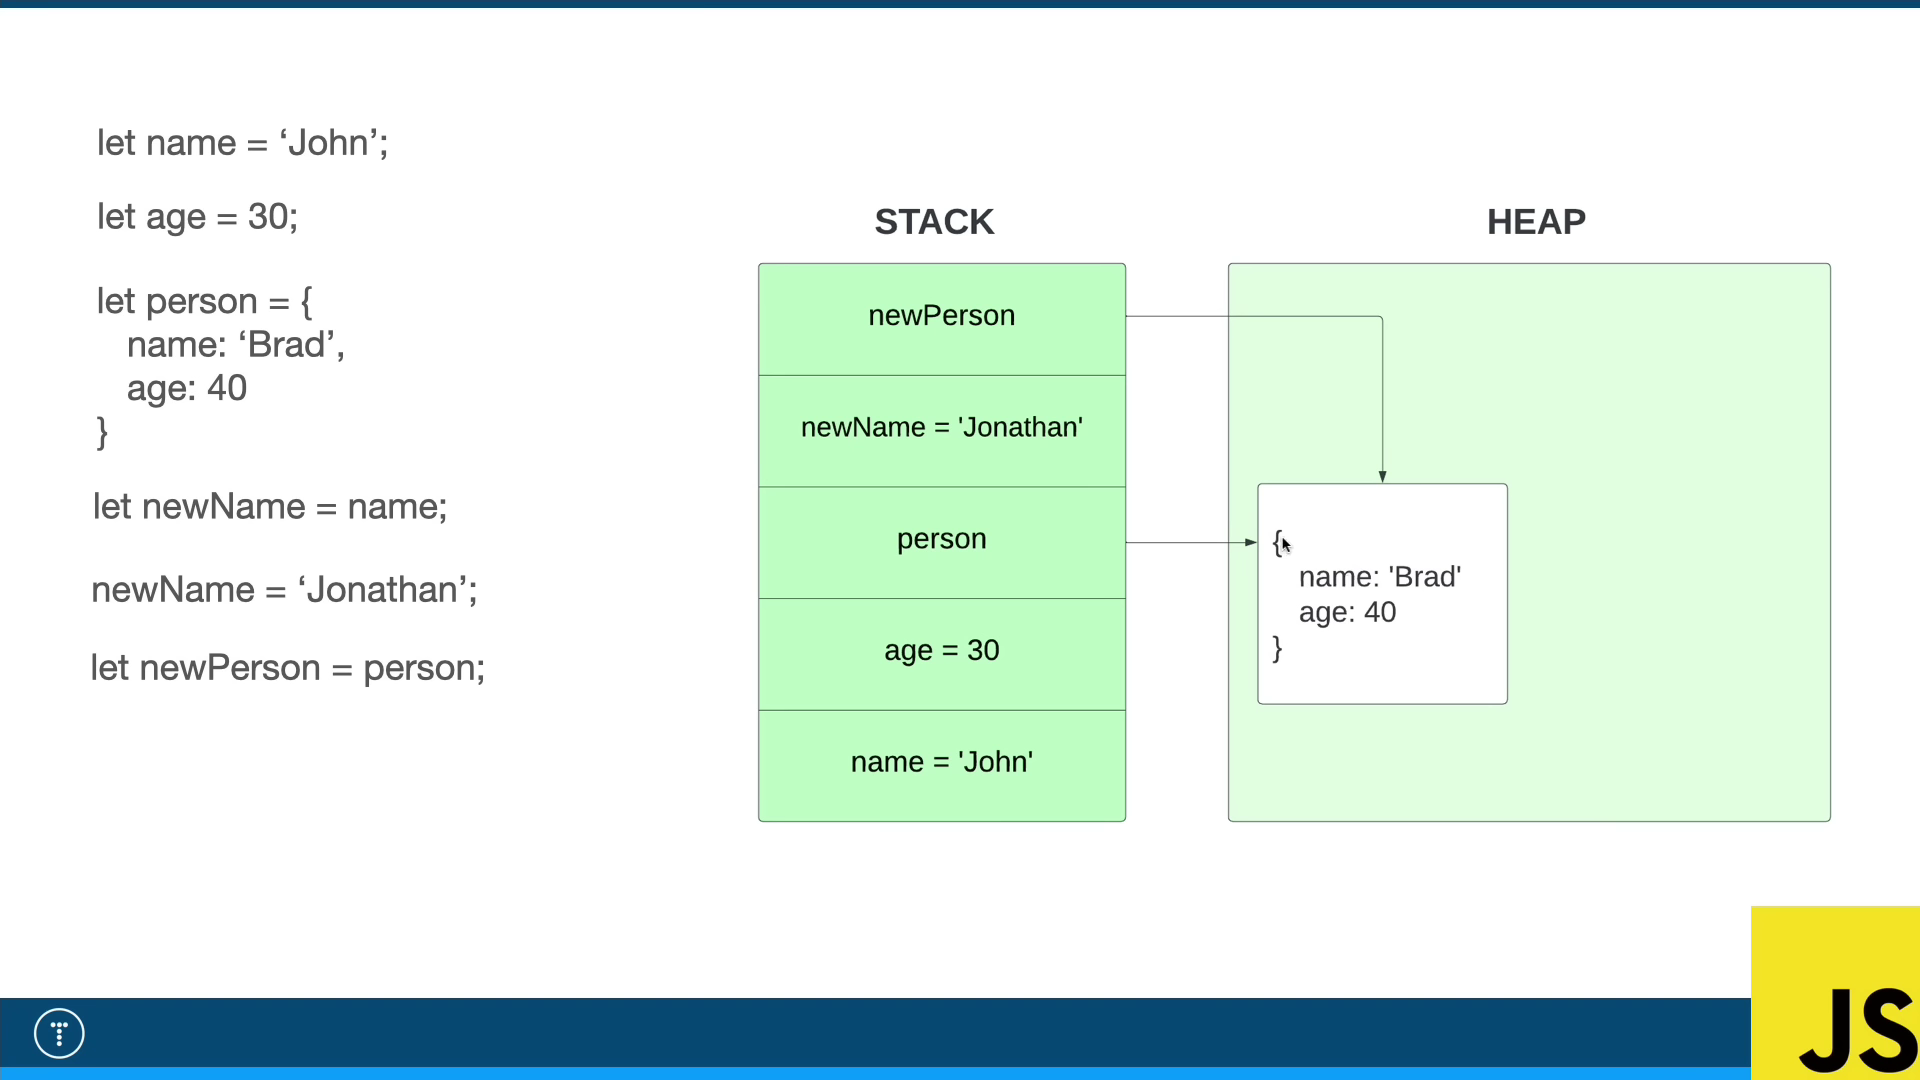 let name = ‘John’;
let age = 30;
let person = {
name: ‘Brad’,
age: 40
}
let newName = name;
newName = ‘Jonathan’;
let newPerson = person;
STACK
newPerson
newName = 'Jonathan'
person
age = 30
name = 'John'
HEAP
{
name: 'Brad'
age: 40
}
JS